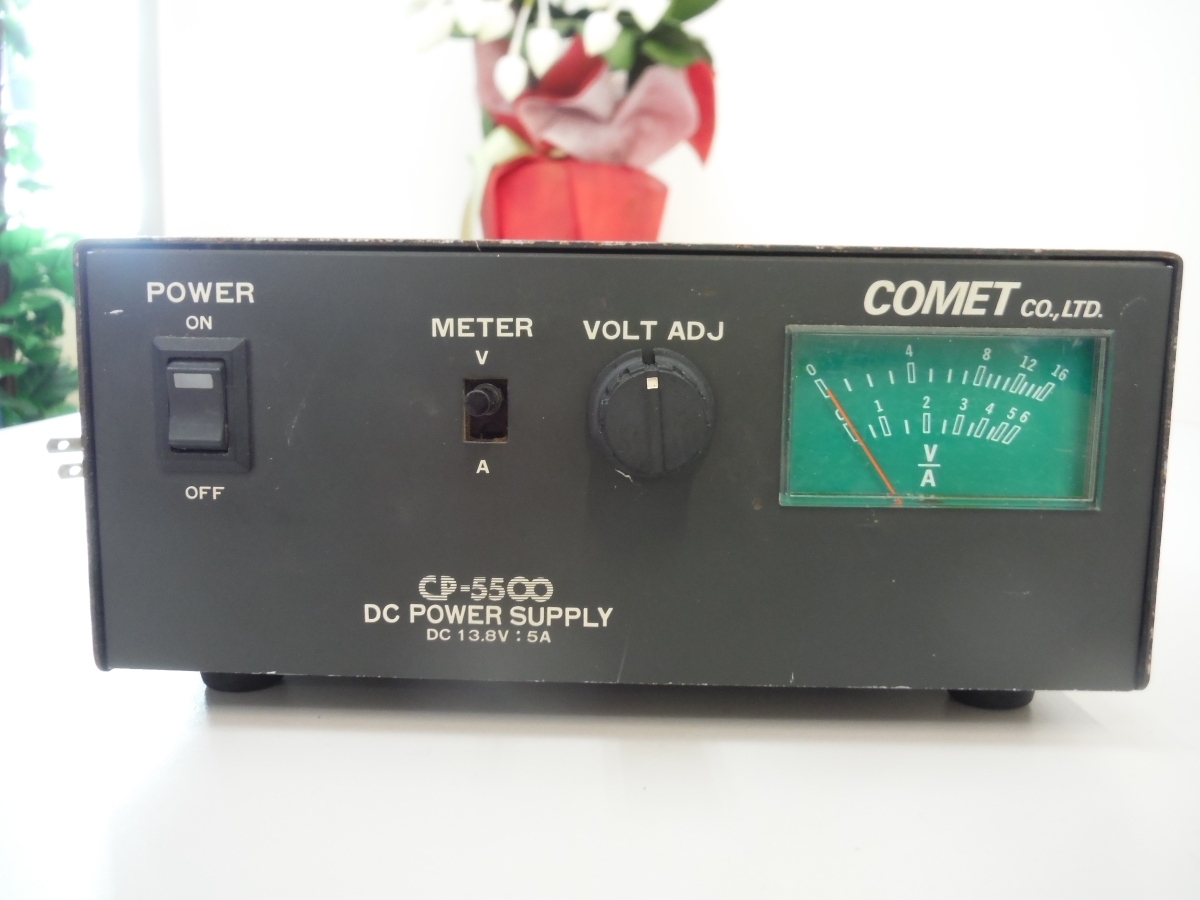 POWER
ON
OFF
METER
V
A
VOLT ADJ
COMET CO., LTD.
0 4 8 12 16
0 1 2 3 4 5 6
V
A
CP-5500
DC POWER SUPPLY
DC 13.8V : 5A